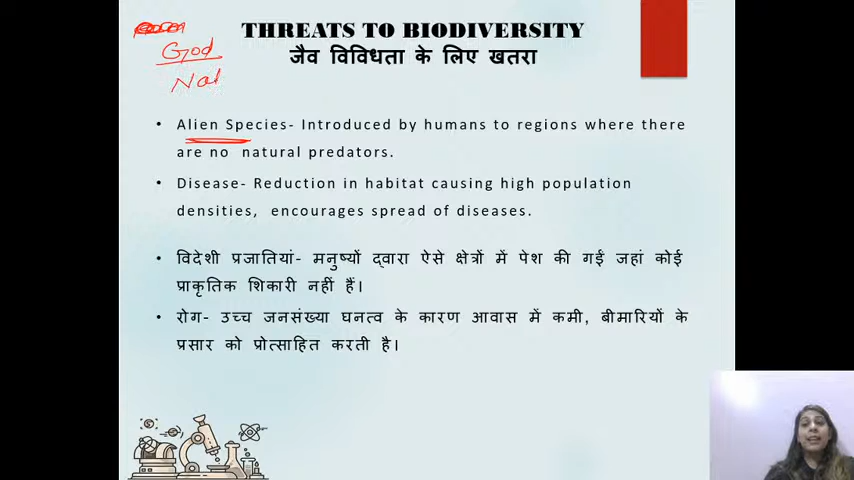 THREATS TO BIODIVERSITY
जैव विविधता के लिए खतरा
God
Nat
• Alien Species- Introduced by humans to regions where there
are no natural predators.
• Disease- Reduction in habitat causing high population
densities, encourages spread of diseases.
• विदेशी प्रजातियां- मनुष्यों द्वारा ऐसे क्षेत्रों में पेश की गई जहां कोई
प्राकृतिक शिकारी नहीं हैं।
• रोग- उच्च जनसंख्या घनत्व के कारण आवास में कमी, बीमारियों के
प्रसार को प्रोत्साहित करती है।